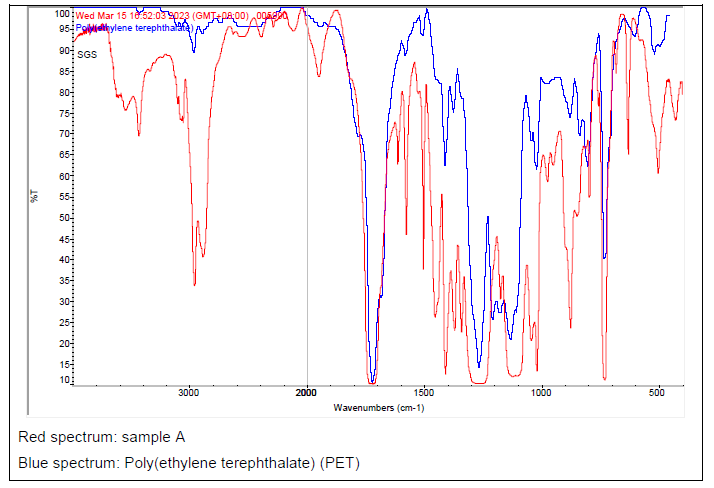 Wed Mar 15 16:52:03 2023 (GMT+08:00)
Poly(ethylene terephthalate)
SGS
100
95
90
85
80
75
70
65
60
55
50
45
40
35
30
25
20
15
10
%T
3000 2000 1500 1000 500
Wavenumbers (cm-1)
Red spectrum: sample A
Blue spectrum: Poly(ethylene terephthalate) (PET)